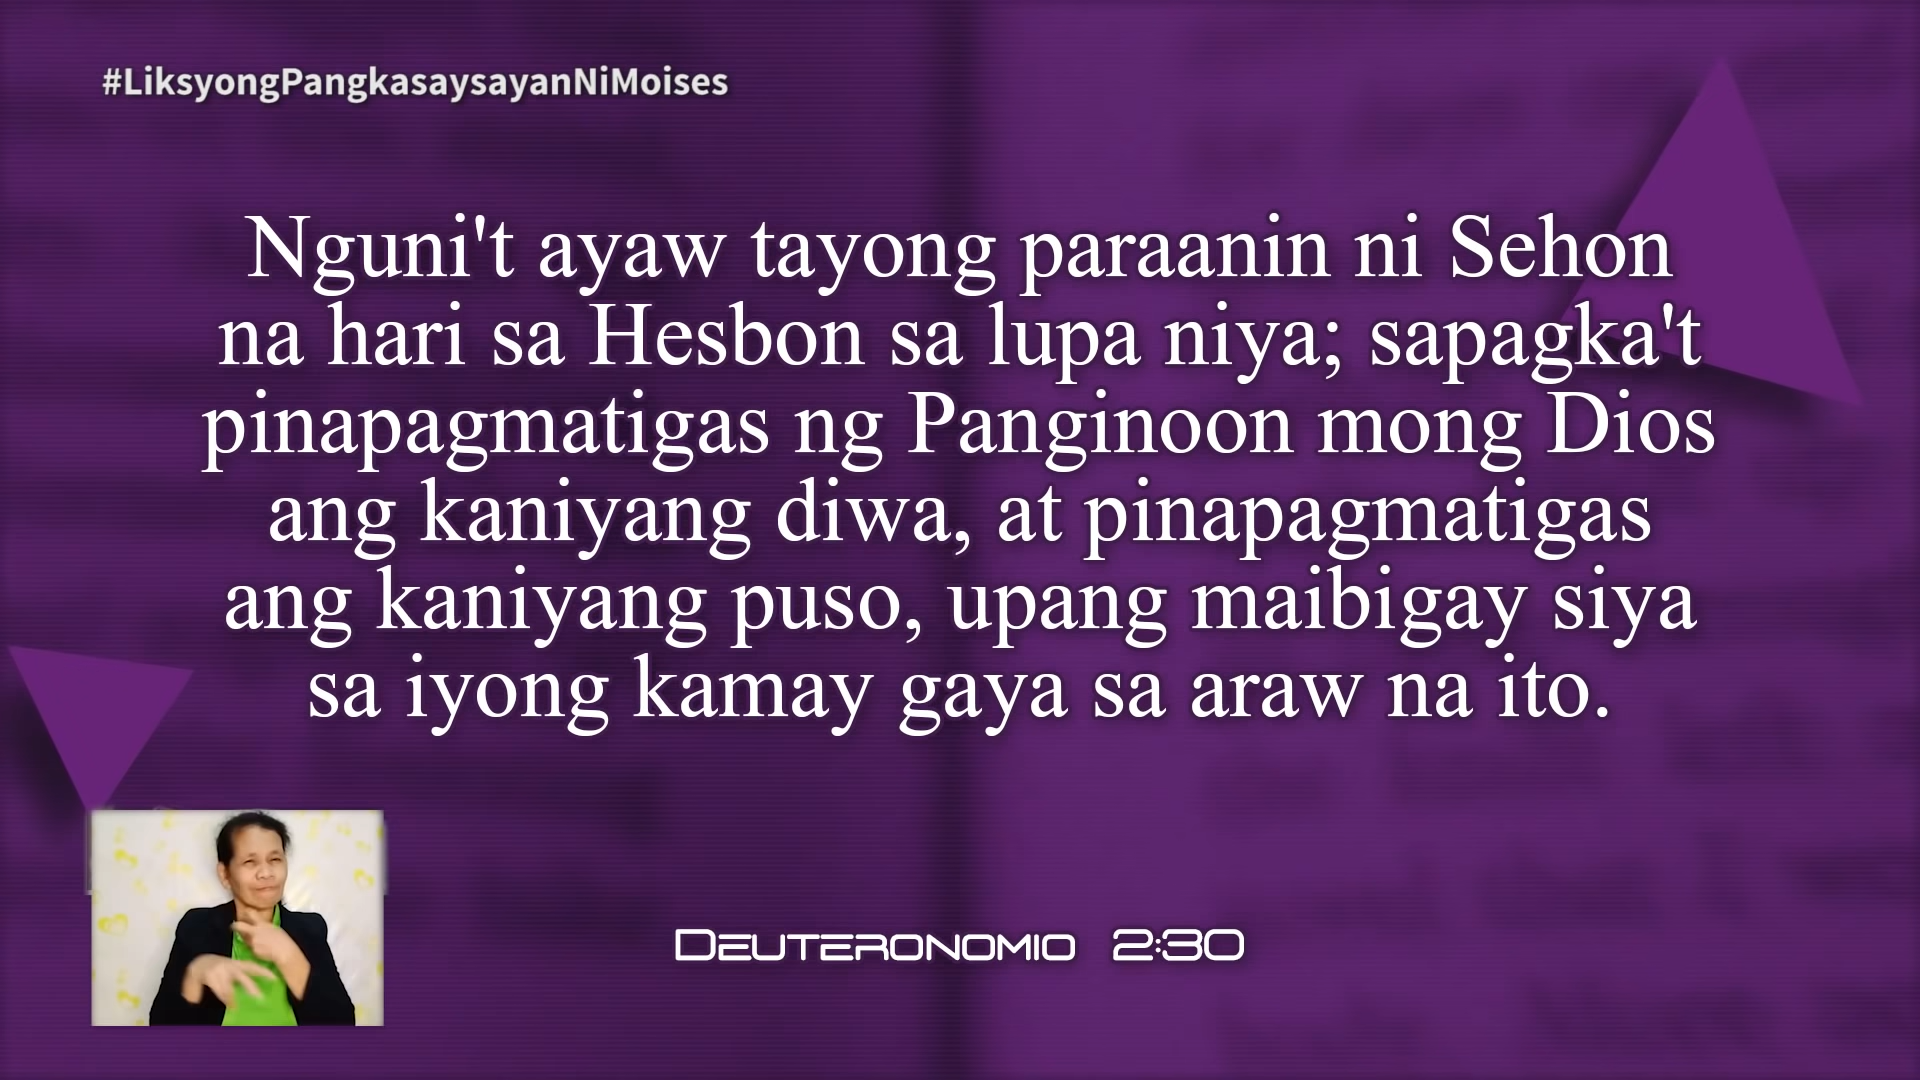 #LiksyongPangkasaysayanNiMoises
Nguni't ayaw tayong paraanin ni Sehon
na hari sa Hesbon sa lupa niya; sapagka't
pinapagmatigas ng Panginoon mong Dios
ang kaniyang diwa, at pinapagmatigas
ang kaniyang puso, upang maibigay siya
sa iyong kamay gaya sa araw na ito.
Deuteronomio 2:30